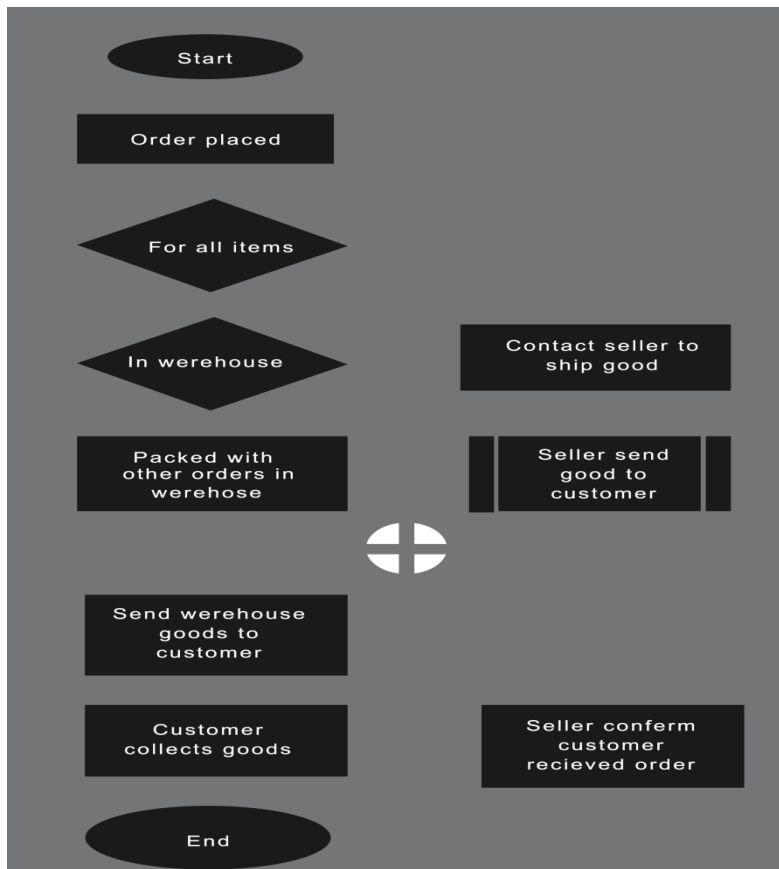 Start
Order placed
For all items
In werehouse
Contact seller to
ship good
Packed with
other orders in
werehose
Seller send
good to
customer
Send werehouse
goods to
customer
Customer
collects goods
Seller conferm
customer
recieved order
End